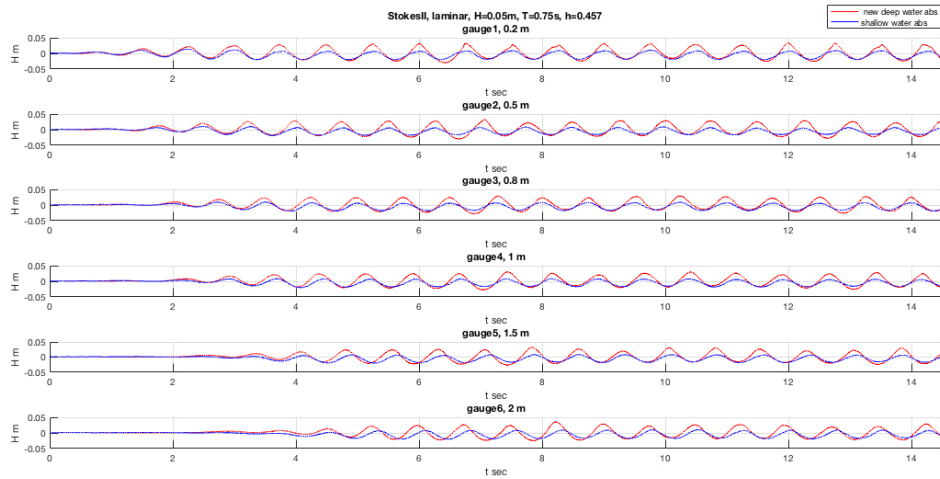 StokesII, laminar, H=0.05m, T=0.75s, h=0.457
new deep water abs
shallow water abs
gauge1, 0.2 m
H m
0.05
-0.05
0 2 4 6 8 10 12 14
t sec
gauge2, 0.5 m
H m
0.05
0
-0.05
0 2 4 6 8 10 12 14
t sec
gauge3, 0.8 m
H m
0.05
0
-0.05
0 2 4 6 8 10 12 14
t sec
gauge4, 1 m
H m
0.05
0
-0.05
0 2 4 6 8 10 12 14
t sec
gauge5, 1.5 m
H m
0.05
0
-0.05
0 2 4 6 8 10 12 14
t sec
gauge6, 2 m
H m
0.05
0
-0.05
0 2 4 6 8 10 12 14
t sec